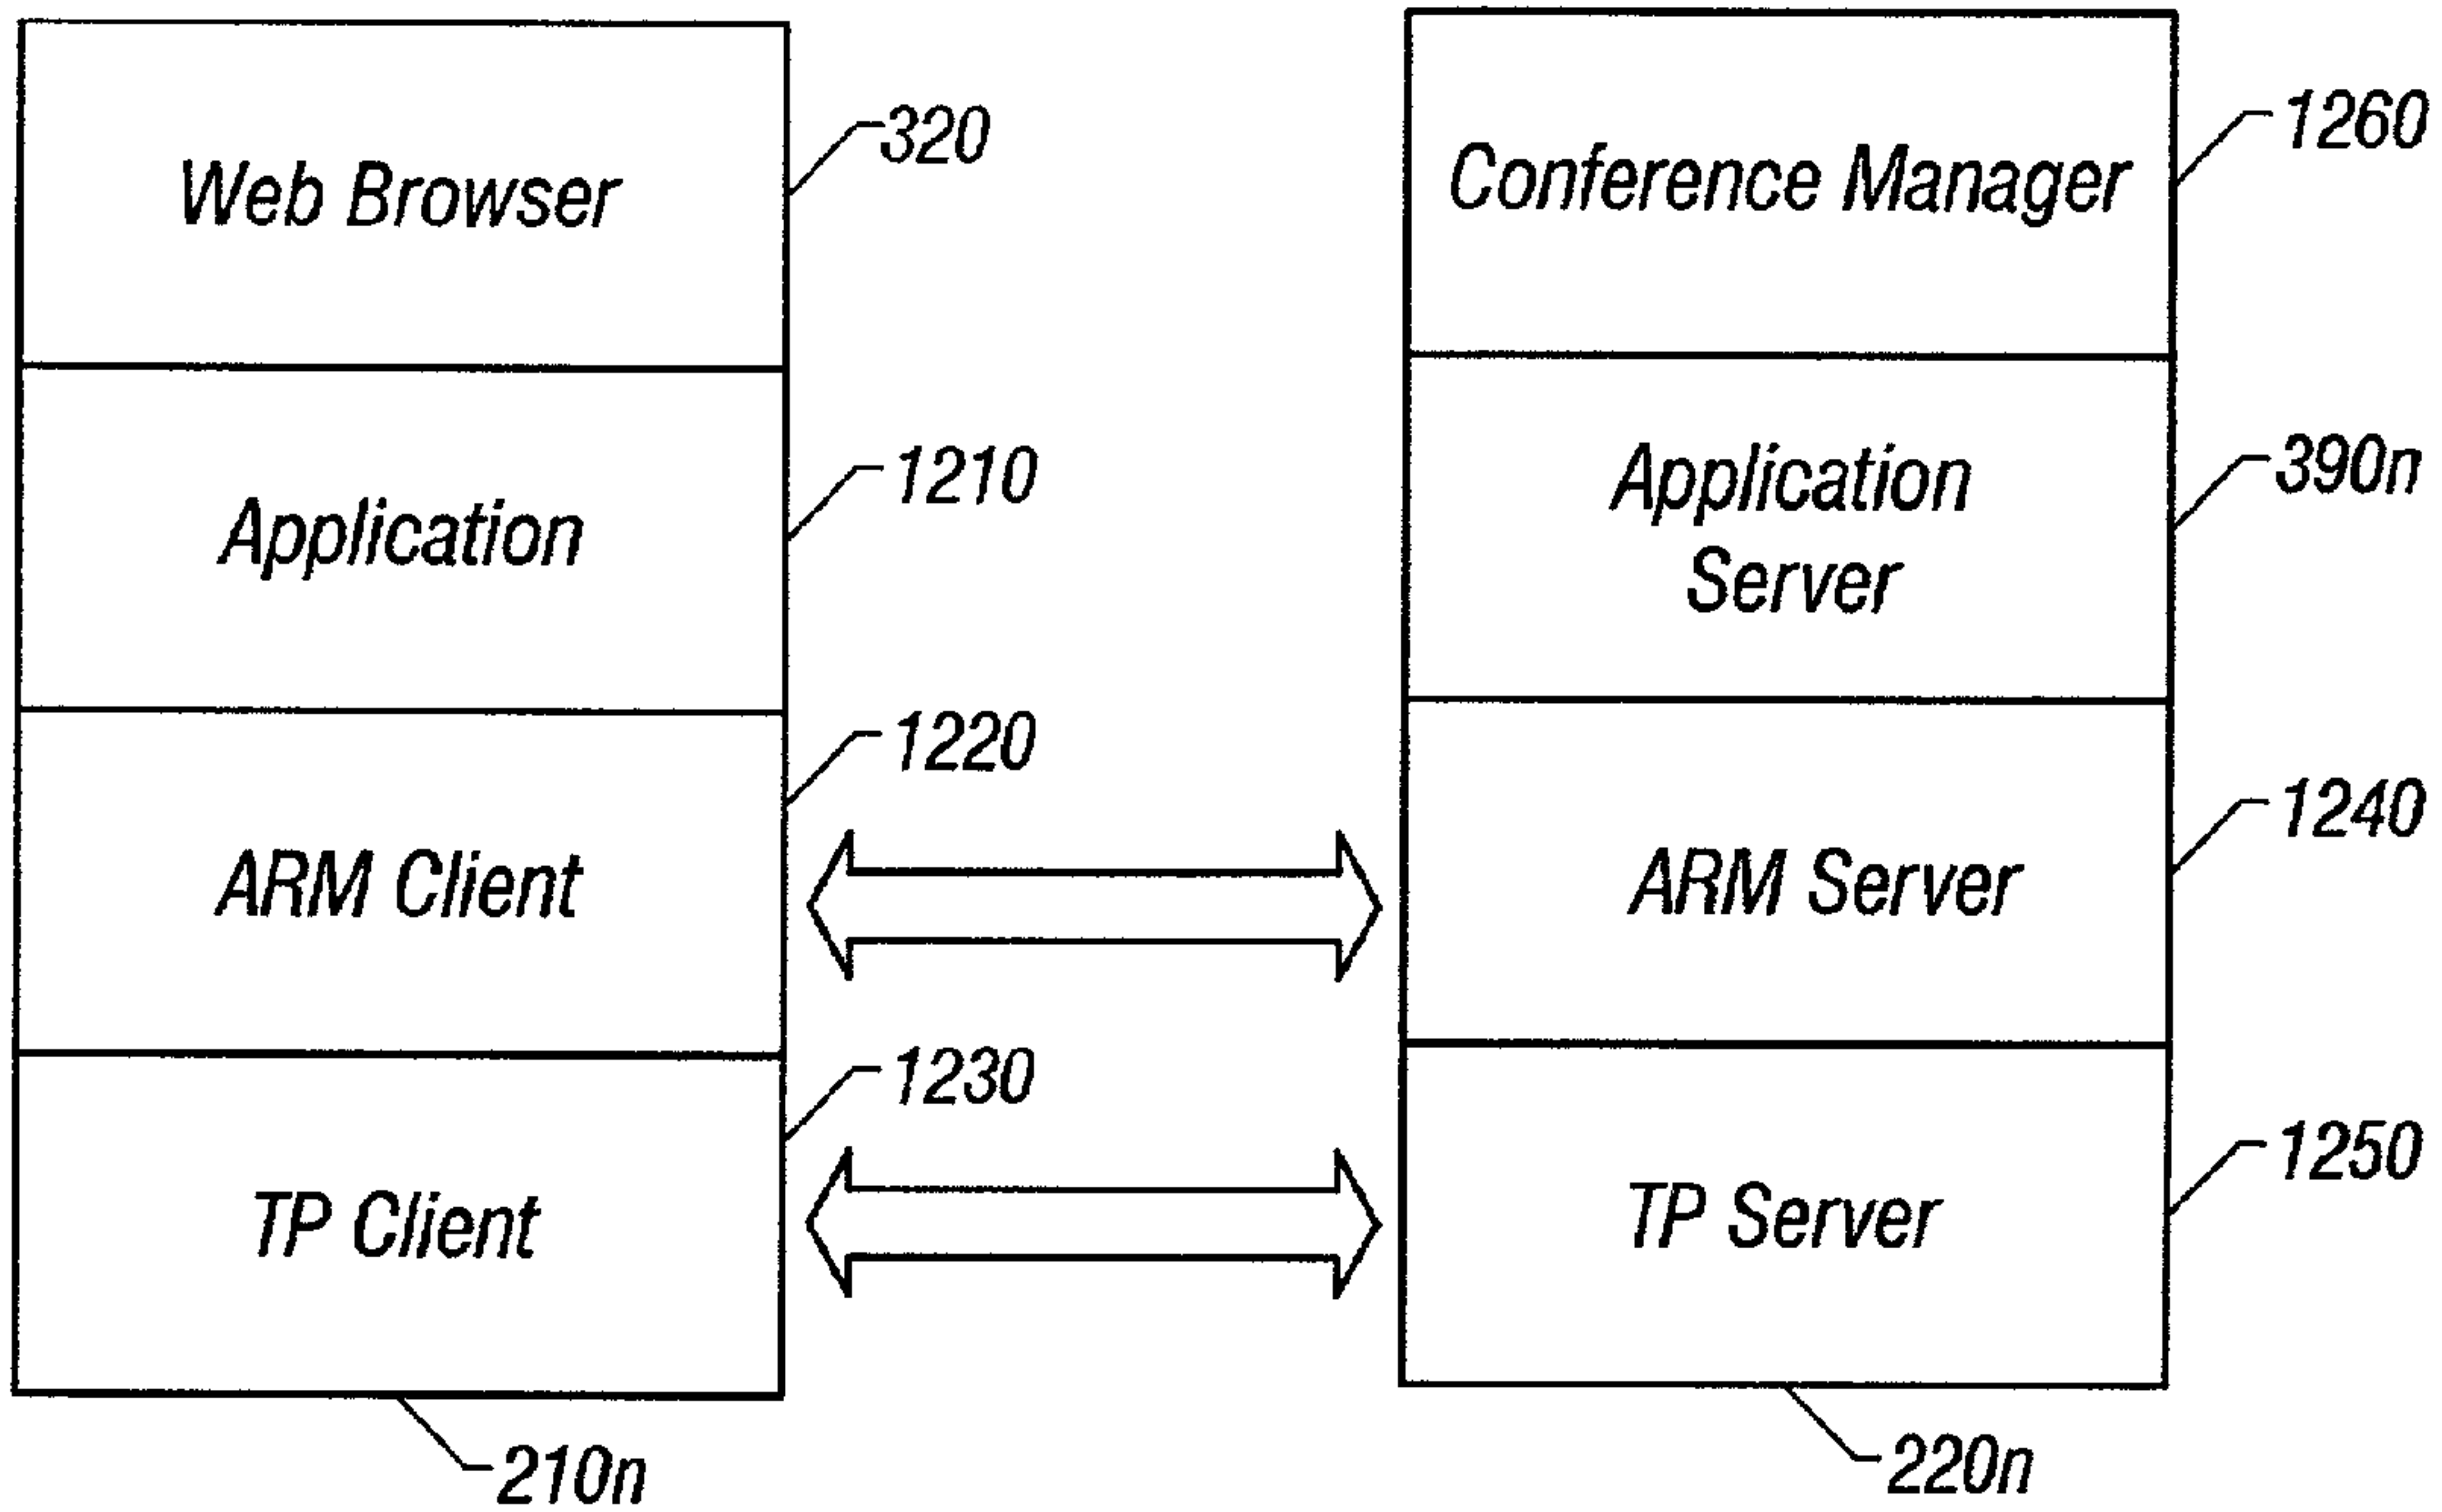 Web Browser
320
Application
1210
ARM Client
1220
TP Client
1230
210n
Conference Manager
1260
Application
Server
390n
ARM Server
1240
TP Server
1250
220n